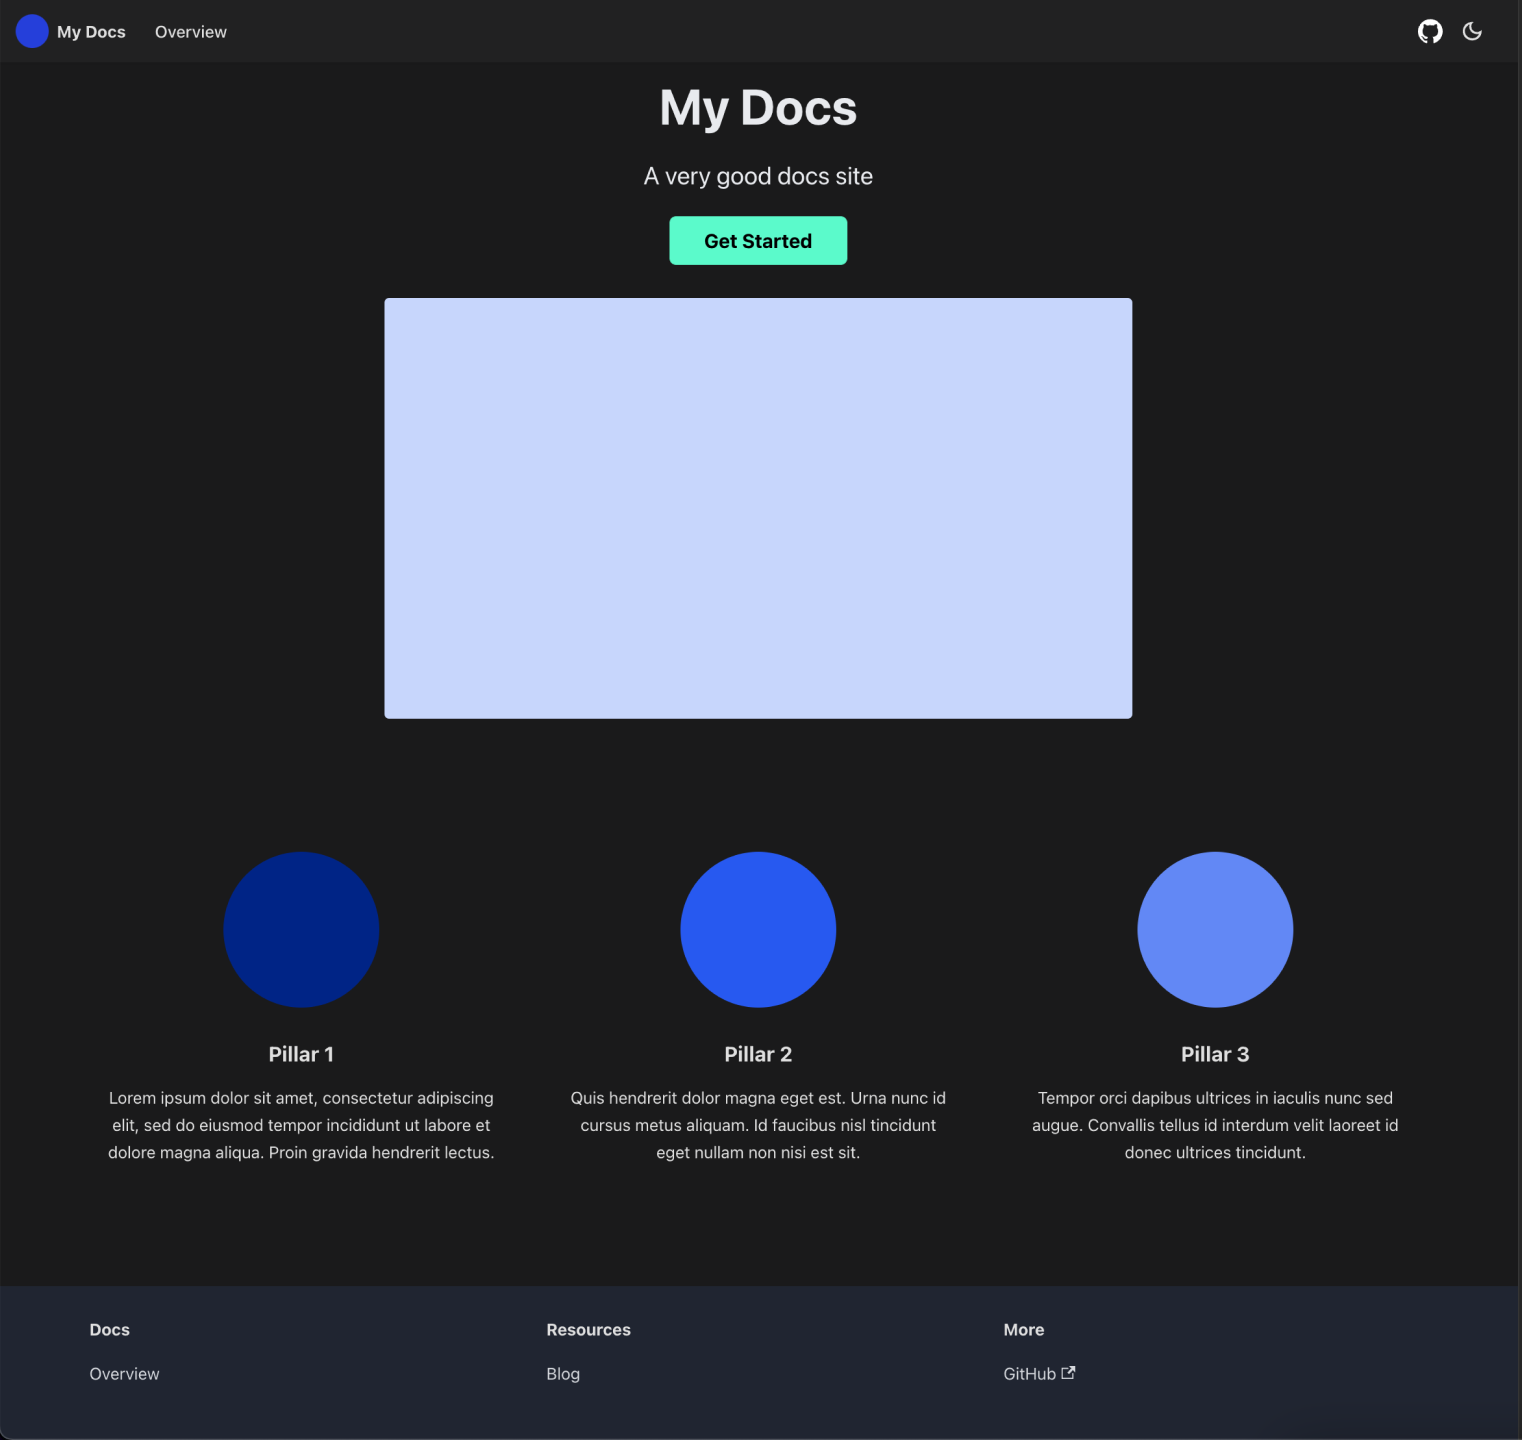 My Docs
Overview
My Docs
A very good docs site
Get Started
Pillar 1
Lorem ipsum dolor sit amet, consectetur adipiscing
elit, sed do eiusmod tempor incididunt ut labore et
dolore magna aliqua. Proin gravida hendrerit lectus.
Pillar 2
Quis hendrerit dolor magna eget est. Urna nunc id
cursus metus aliquam. Id faucibus nisl tincidunt
eget nullam non nisi est sit.
Pillar 3
Tempor orci dapibus ultrices in iaculis nunc sed
augue. Convallis tellus id interdum velit laoreet id
donec ultrices tincidunt.
Docs
Overview
Resources
Blog
More
GitHub